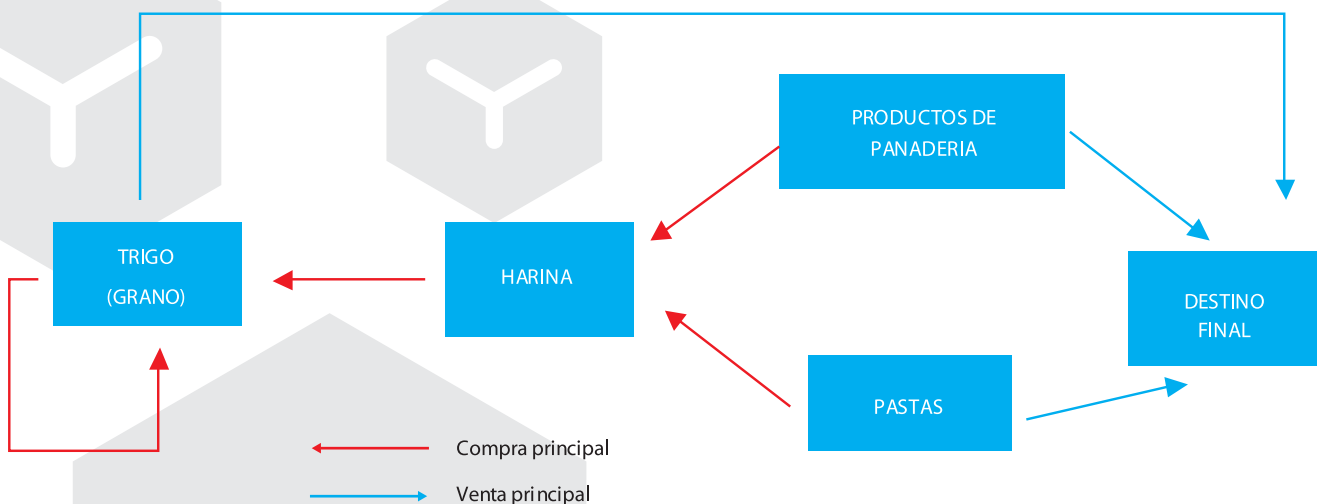 PRODUCTOS DE
PANADERIA
TRIGO
(GRANO)
HARINA
DESTINO
FINAL
PASTAS
Compra principal
Venta principal